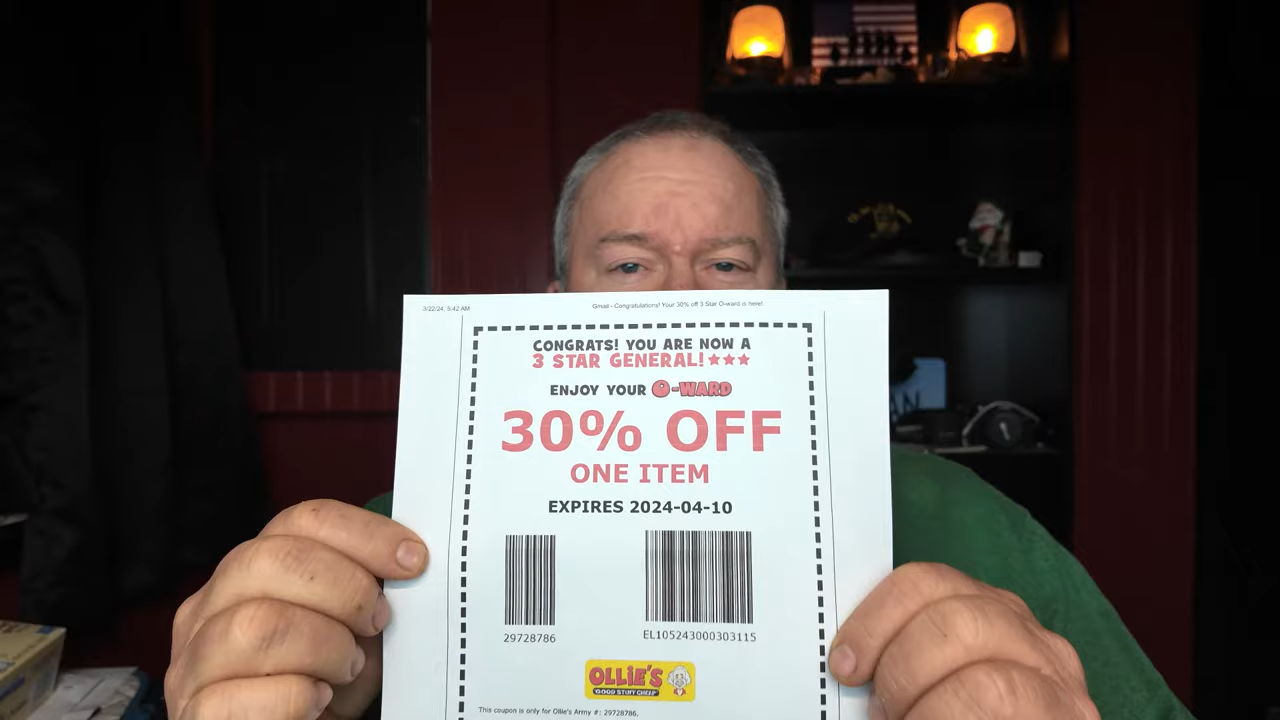 3/22/24, 5:42 AM
Gmail - Congratulations! Your 30% off 3 Star O-ward is here!
CONGRATS! YOU ARE NOW A
3 STAR GENERAL!
ENJOY YOUR O-WARD
30% OFF
ONE ITEM
EXPIRES 2024-04-10
29728786
EL105243000303115
OLLIE'S
"GOOD STUFF CHEAP"
This coupon is only for Ollie's Army #: 29728786.
AN